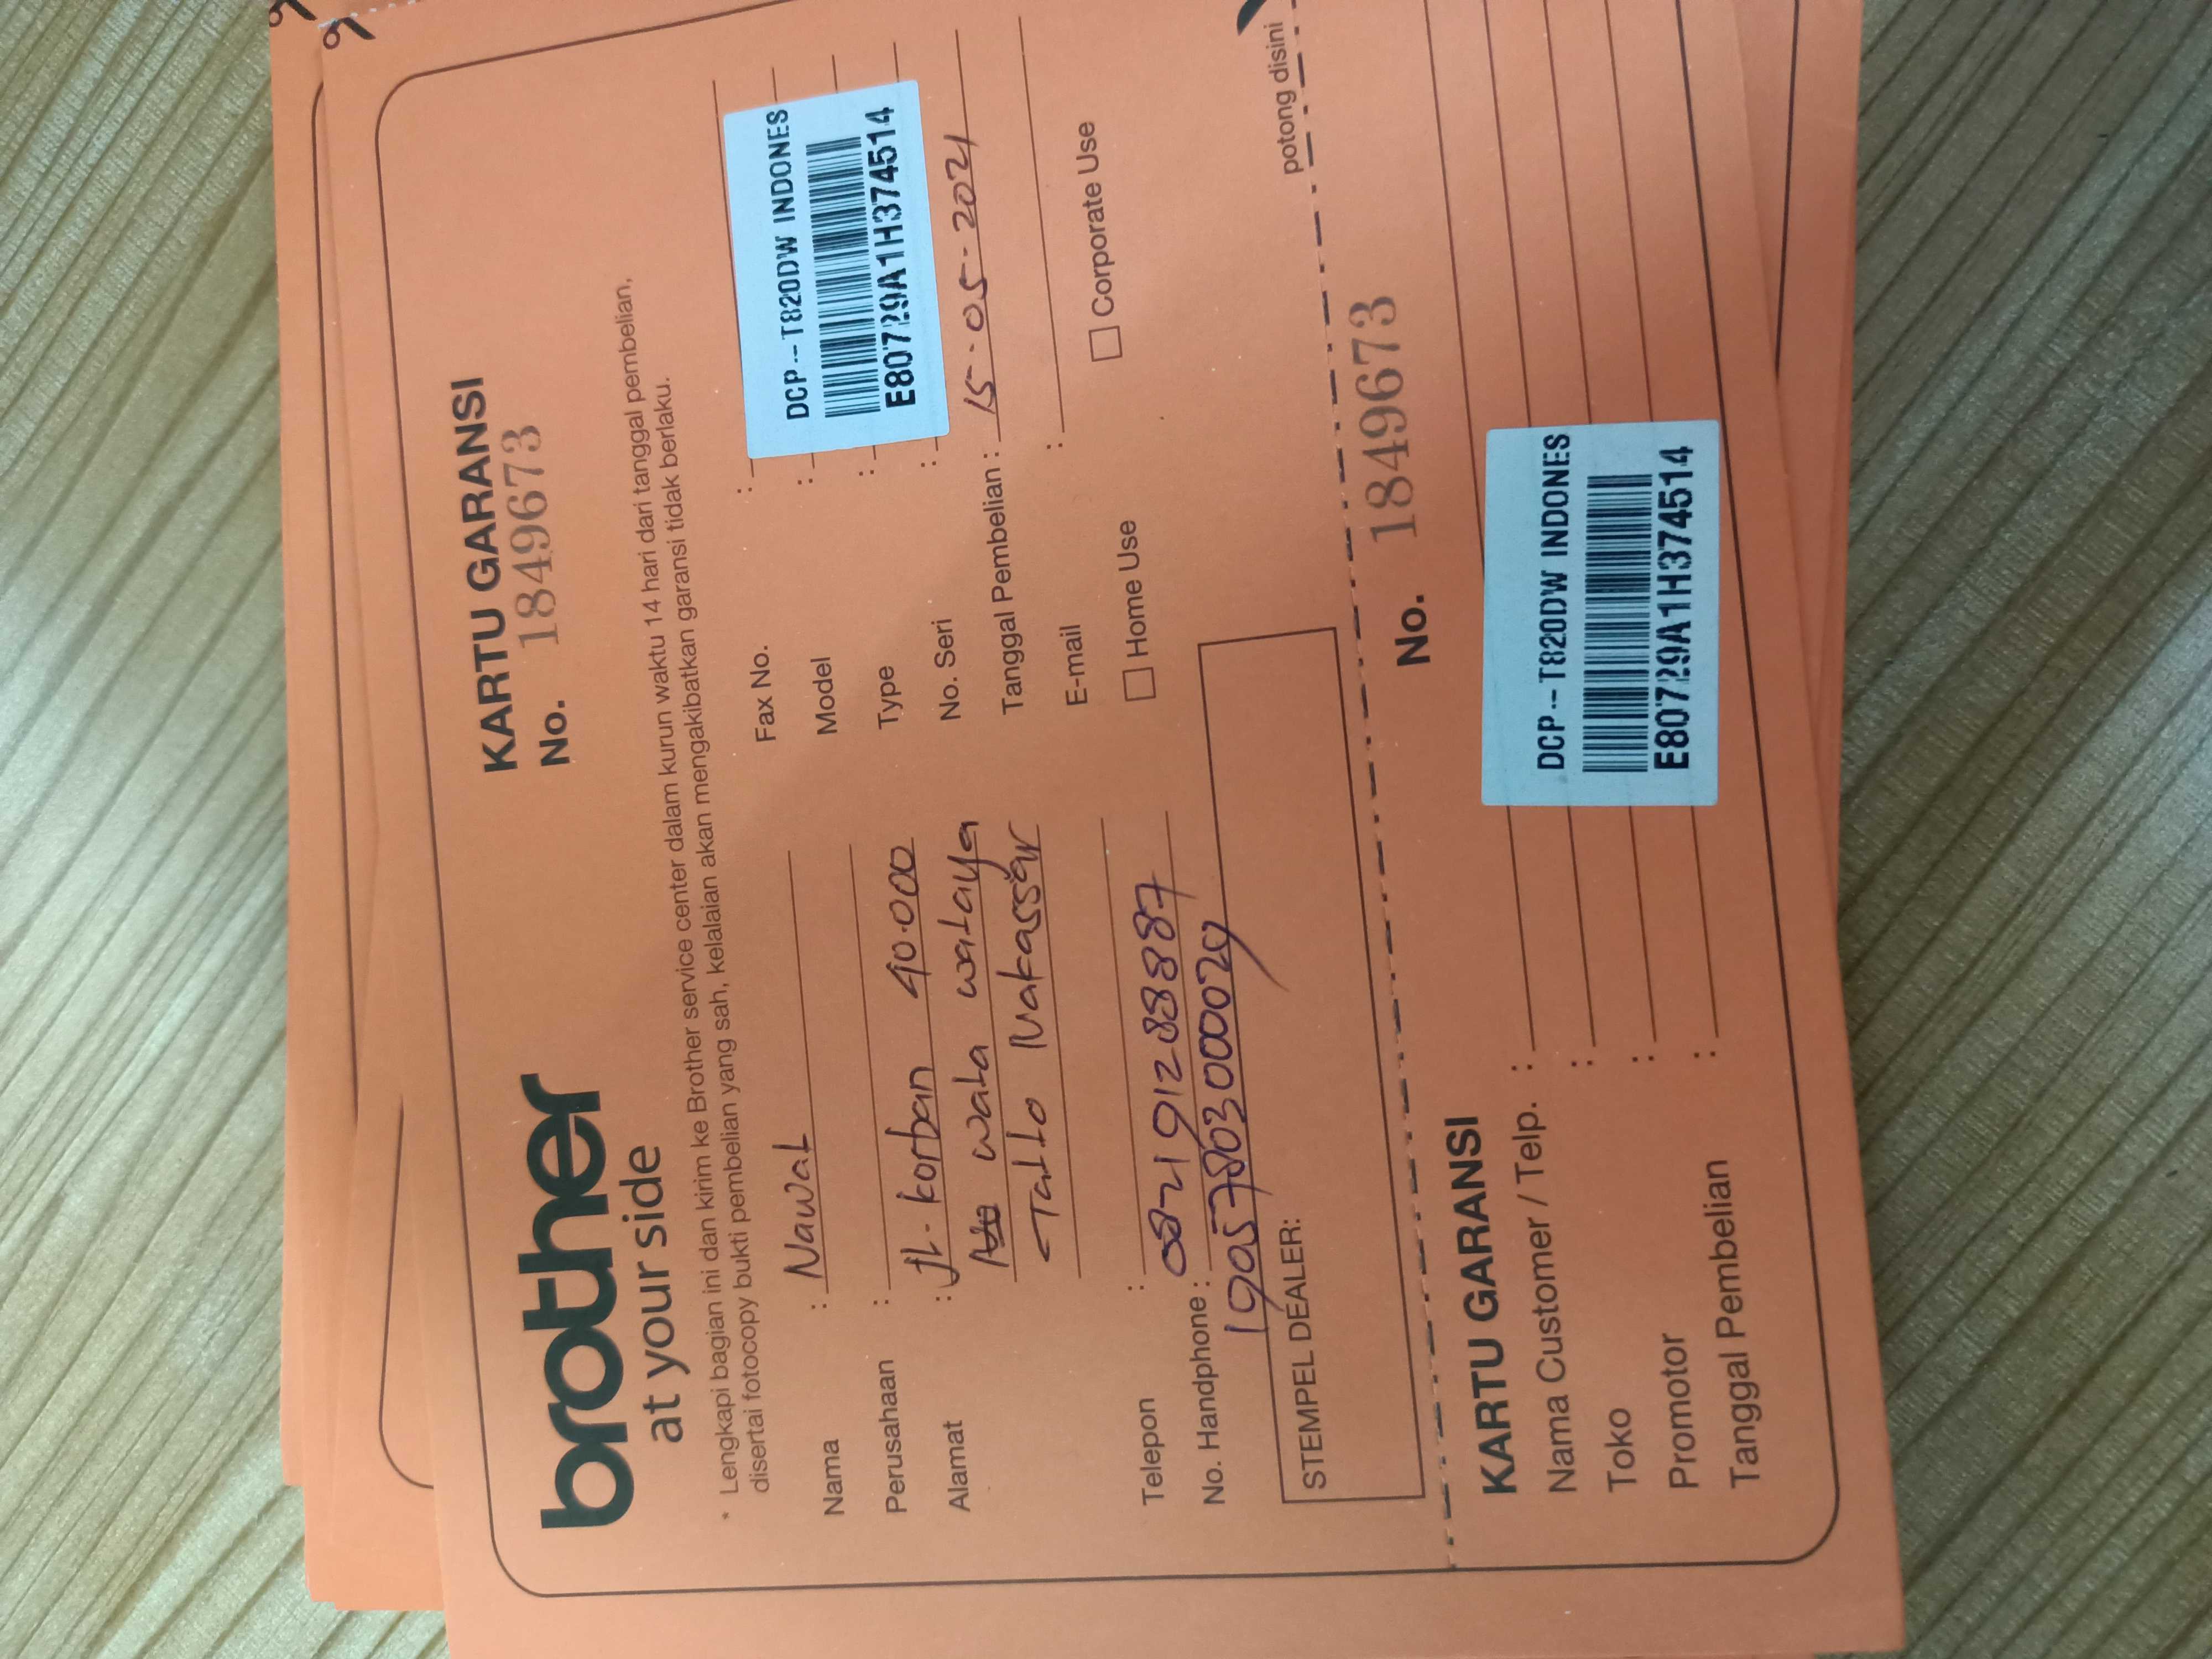 brother
at your side
KARTU GARANSI
No. 1849673
* Lengkapi bagian ini dan kirim ke Brother service center dalam kurun waktu 14 hari dari tanggal pembelian,
disertai fotocopy bukti pembelian yang sah, kelalaian akan mengakibatkan garansi tidak berlaku.
Nama : Nawal
Perusahaan :
Alamat : Jl. korban 40.000
wala walaya
Tallo Makassar
Telepon : 082191288887
No. Handphone : 1905780300002
Fax No. :
Model :
Type :
No. Seri :
DCP-T820DW INDONES
E80729A1H374514
Tanggal Pembelian : 15-05-2021
E-mail :
Home Use
Corporate Use
STEMPEL DEALER:
potong disini
KARTU GARANSI
No. 1849673
Nama Customer / Telp. :
Toko :
Promotor :
Tanggal Pembelian :
DCP-T820DW INDONES
E80729A1H374514